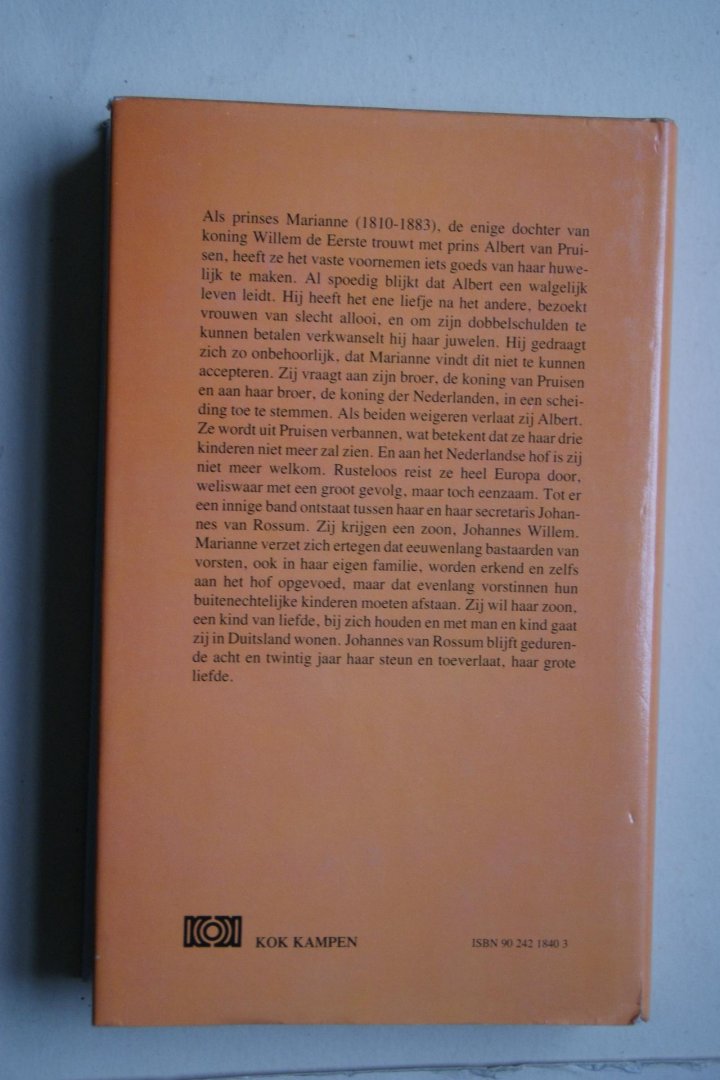 Als prinses Marianne (1810-1883), de enige dochter van
koning Willem de Eerste trouwt met prins Albert van Prui-
sen, heeft ze het vaste voornemen iets goeds van haar huwe-
lijk te maken. Al spoedig blijkt dat Albert een walgelijk
leven leidt. Hij heeft het ene liefje na het andere, bezoekt
vrouwen van slecht allooi, en om zijn dobbelschulden te
kunnen betalen verkwanselt hij haar juwelen. Hij gedraagt
zich zo onbehoorlijk, dat Marianne vindt dit niet te kunnen
accepteren. Zij vraagt aan zijn broer, de koning van Pruisen
en aan haar broer, de koning der Nederlanden, in een schei-
ding toe te stemmen. Als beiden weigeren verlaat zij Albert.
Ze wordt uit Pruisen verbannen, wat betekent dat ze haar drie
kinderen niet meer zal zien. En aan het Nederlandse hof is zij
niet meer welkom. Rusteloos reist ze heel Europa door,
weliswaar met een groot gevolg, maar toch eenzaam. Tot er
een innige band ontstaat tussen haar en haar secretaris Johan-
nes van Rossum. Zij krijgen een zoon, Johannes Willem.
Marianne verzet zich ertegen dat eeuwenlang bastaarden van
vorsten, ook in haar eigen familie, worden erkend en zelfs
aan het hof opgevoed, maar dat evenlang vorstinnen hun
buitenechtelijke kinderen moeten afstaan. Zij wil haar zoon,
een kind van liefde, bij zich houden en met man en kind gaat
zij in Duitsland wonen. Johannes van Rossum blijft geduren-
de acht en twintig jaar haar steun en toeverlaat, haar grote
liefde.
KOK KOK KAMPEN
ISBN 90 242 1840 3